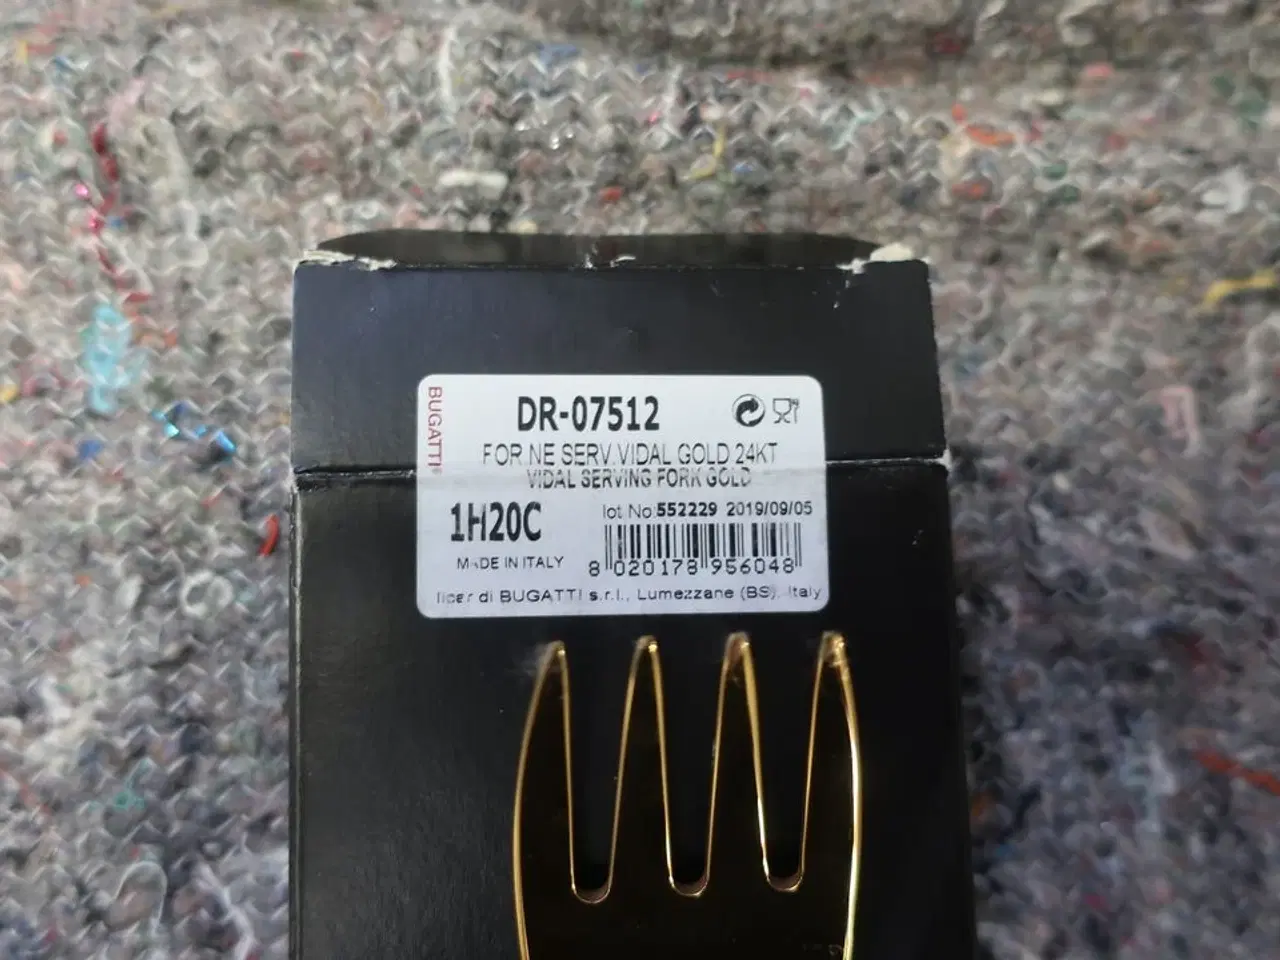 BUGATTI
DR-07512
FOR.NE SERV.VIDAL GOLD 24KT
VIDAL SERVING FORK GOLD
1H20C
lot No:552229 2019/09/05
MADE IN ITALY
8 020178 956048
di BUGATTI s.r.l., Lumezzane (BS), Italy